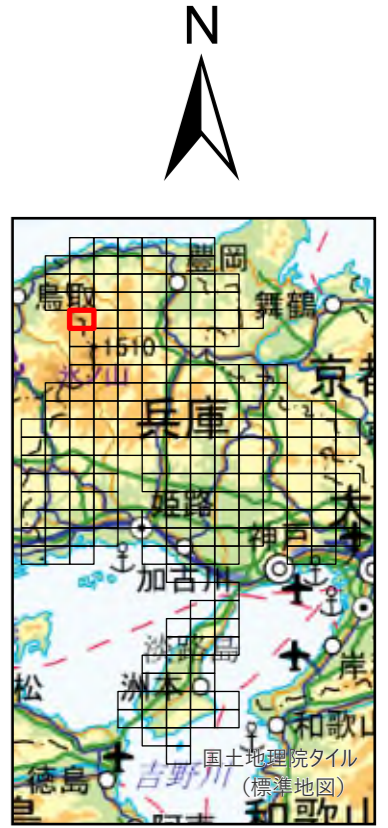 N
豊岡
鳥取
舞鶴
1510
氷ノ山
京都
兵庫
姫路
大
神戸
加古川
淡路島
洲本
岸
松
和歌山
国土地理院タイル
徳島
吉野川
(標準地図)
和歌山